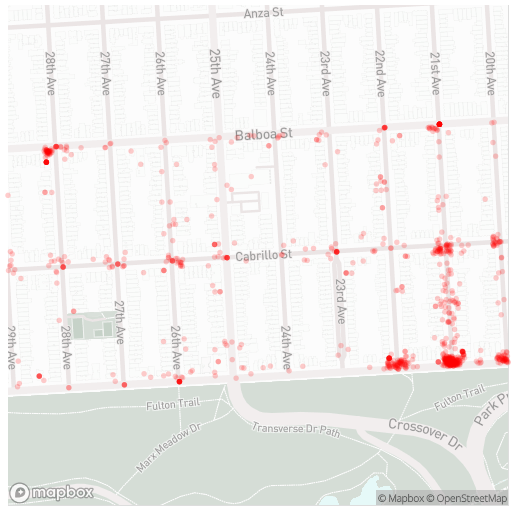 Anza St
28th Ave
27th Ave
26th Ave
25th Ave
24th Ave
23rd Ave
22nd Ave
21st Ave
20th Ave
Balboa St
Cabrillo St
29th Ave
28th Ave
27th Ave
26th Ave
24th Ave
23rd Ave
Fulton Trail
Fulton Trail
Marx Meadow Dr
Transverse Dr Path
Crossover Dr
Park P
mapbox
© Mapbox © OpenStreetMap